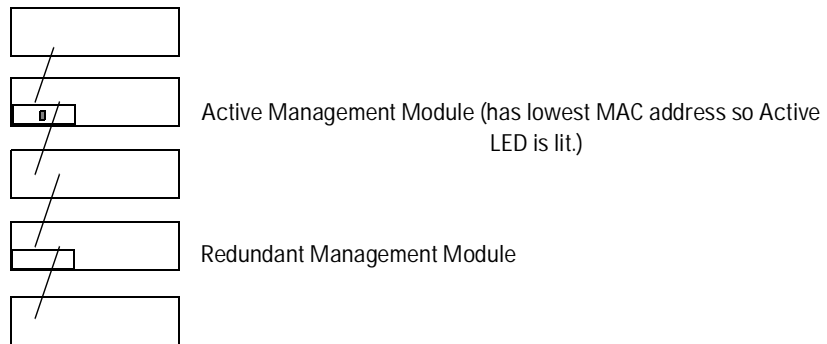 Active Management Module (has lowest MAC address so Active
LED is lit.)
Redundant Management Module